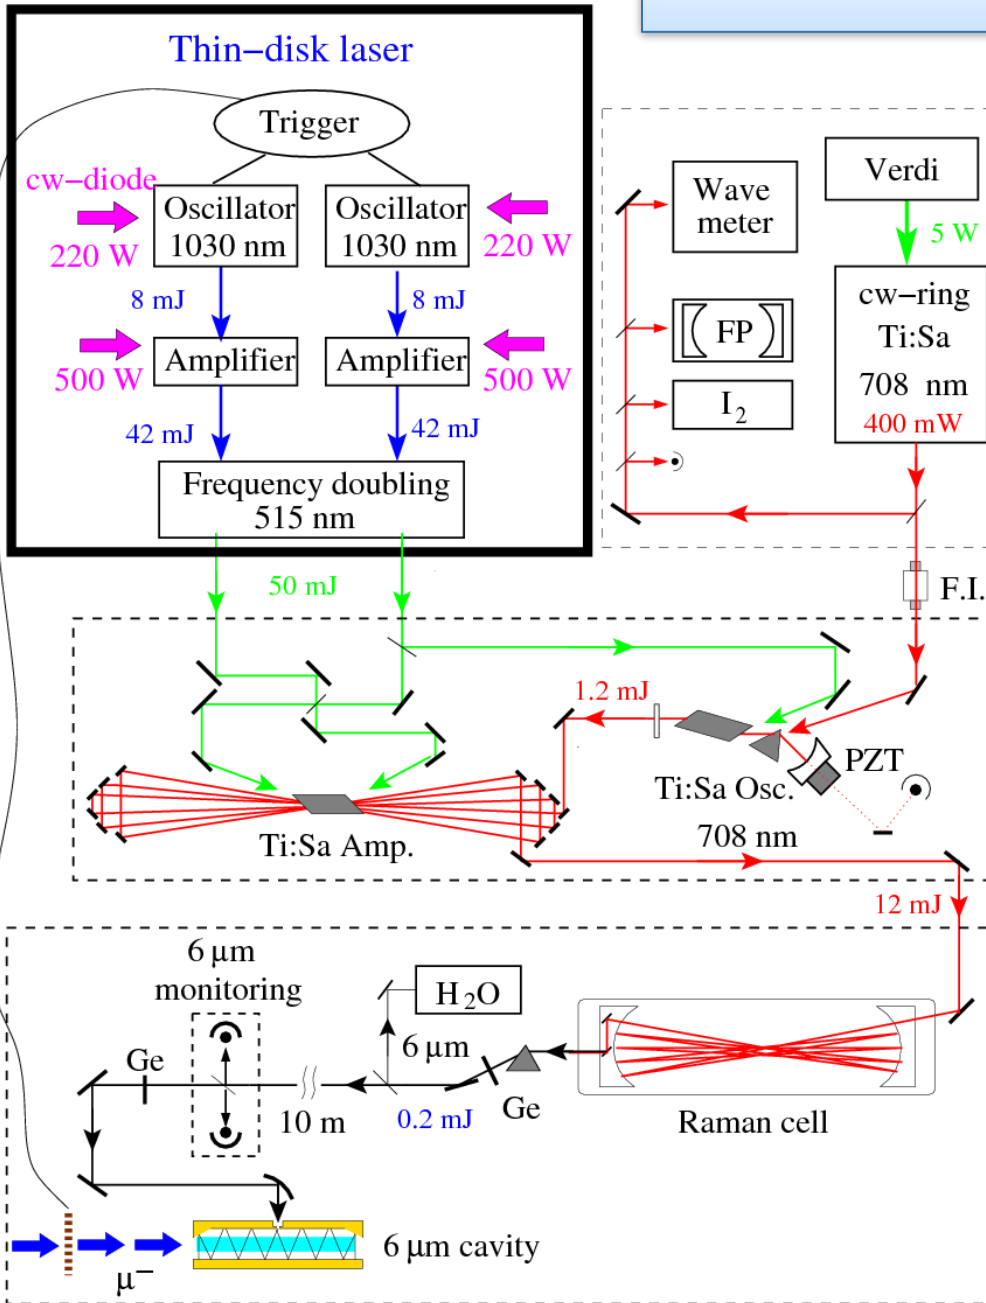 Thin-disk laser
Trigger
cw-diode
220 W
Oscillator
1030 nm
Oscillator
1030 nm
220 W
8 mJ
8 mJ
500 W
Amplifier
Amplifier
500 W
42 mJ
42 mJ
Frequency doubling
515 nm
50 mJ
Wave
meter
Verdi
5 W
FP
I₂
cw-ring
Ti:Sa
708 nm
400 mW
F.I.
1.2 mJ
PZT
Ti:Sa Osc.
Ti:Sa Amp.
708 nm
12 mJ
6 μm
monitoring
H₂O
6 μm
Ge
Ge
10 m
0.2 mJ
Raman cell
6 μm cavity
μ⁻